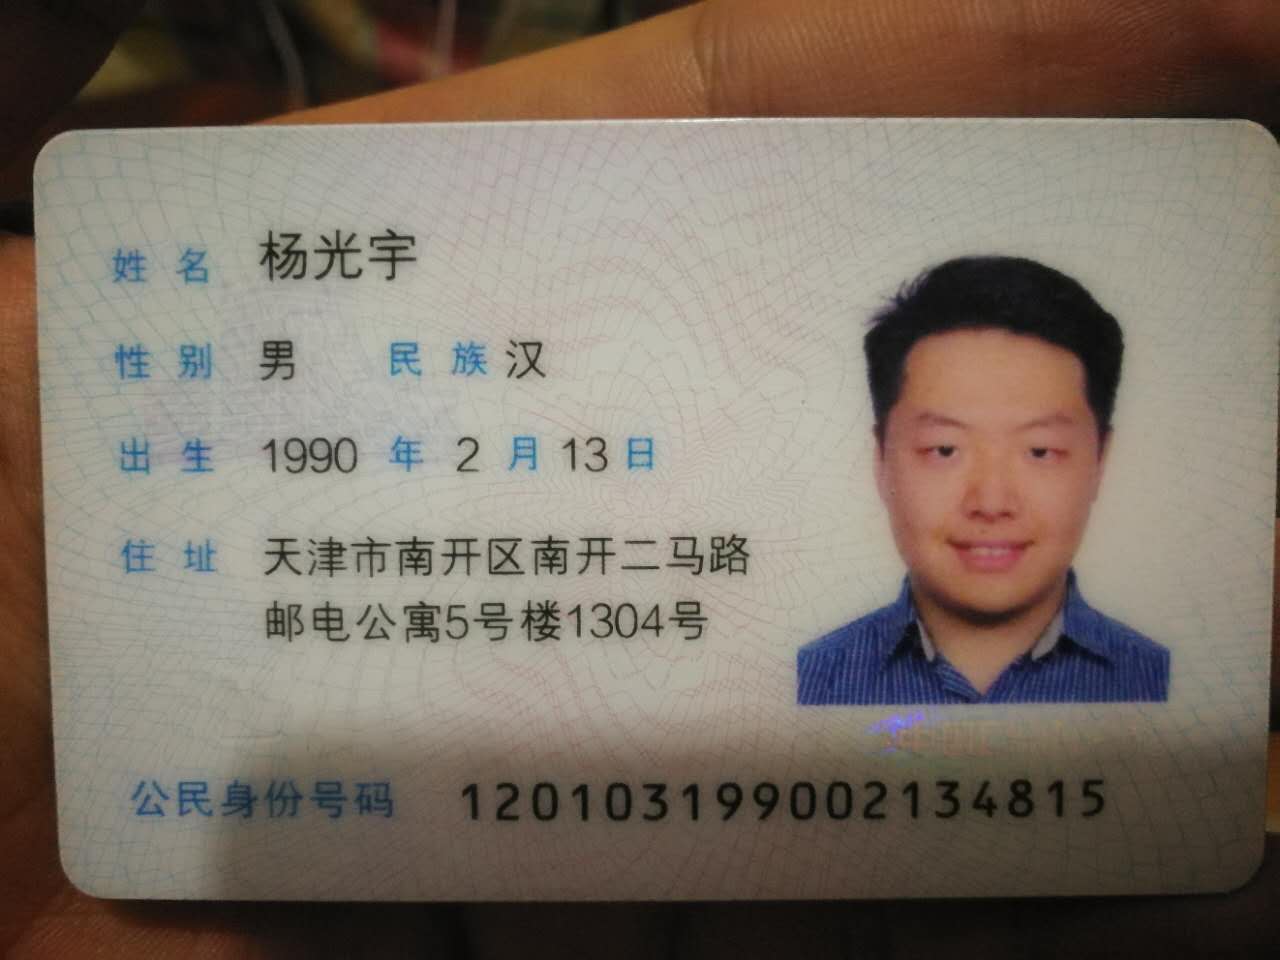 姓名 杨光宇
性别 男 民族 汉
出生 1990 年 2 月 13 日
住址 天津市南开区南开二马路
邮电公寓5号楼1304号
公民身份号码 120103199002134815